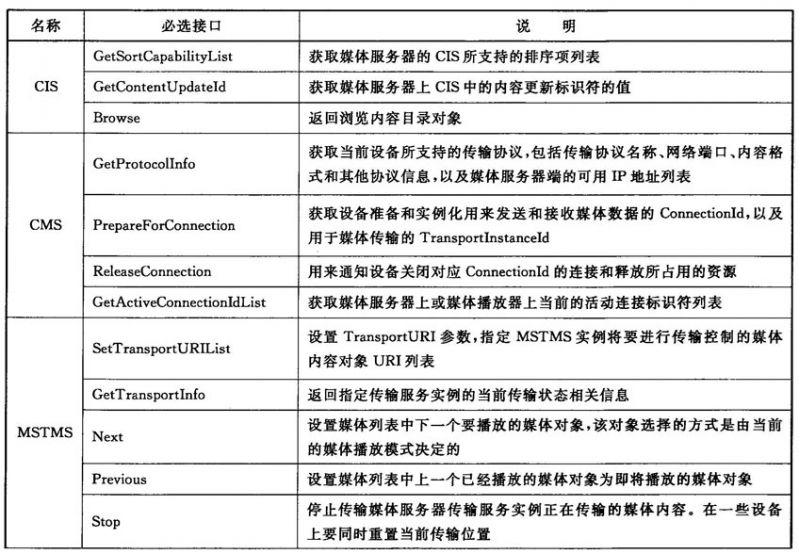 名称 必选接口 说 明
CIS
GetSortCapabilityList 获取媒体服务器的 CIS 所支持的排序项列表
GetContentUpdateId 获取媒体服务器上 CIS 中的内容更新标识符的值
Browse 返回浏览内容目录对象
CMS
GetProtocolInfo
获取当前设备所支持的传输协议,包括传输协议名称、网络端口、内容格
式和其他协议信息,以及媒体服务器端的可用 IP 地址列表
PrepareForConnection
获取设备准备和实例化用来发送和接收媒体数据的 ConnectionId,以及
用于媒体传输的 TransportInstanceId
ReleaseConnection 用来通知设备关闭对应 ConnectionId 的连接和释放所占用的资源
GetActiveConnectionIdList 获取媒体服务器上或媒体播放器上当前的活动连接标识符列表
MSTMS
SetTransportURIList
设置 TransportURI 参数,指定 MSTMS 实例将要进行传输控制的媒体
内容对象 URI 列表
GetTransportInfo 返回指定传输服务实例的当前传输状态相关信息
Next
设置媒体列表中下一个要播放的媒体对象,该对象选择的方式是由当前
的媒体播放模式决定的
Previous 设置媒体列表中上一个已经播放的媒体对象为即将播放的媒体对象
Stop
停止传输媒体服务器传输服务实例正在传输的媒体内容。在一些设备
上要同时重置当前传输位置